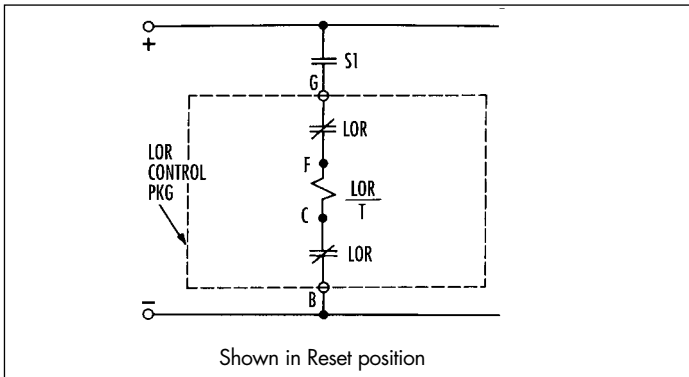 +
S1
G
LOR
F
LOR
CONTROL
PKG
LOR
T
C
LOR
B
−
Shown in Reset position